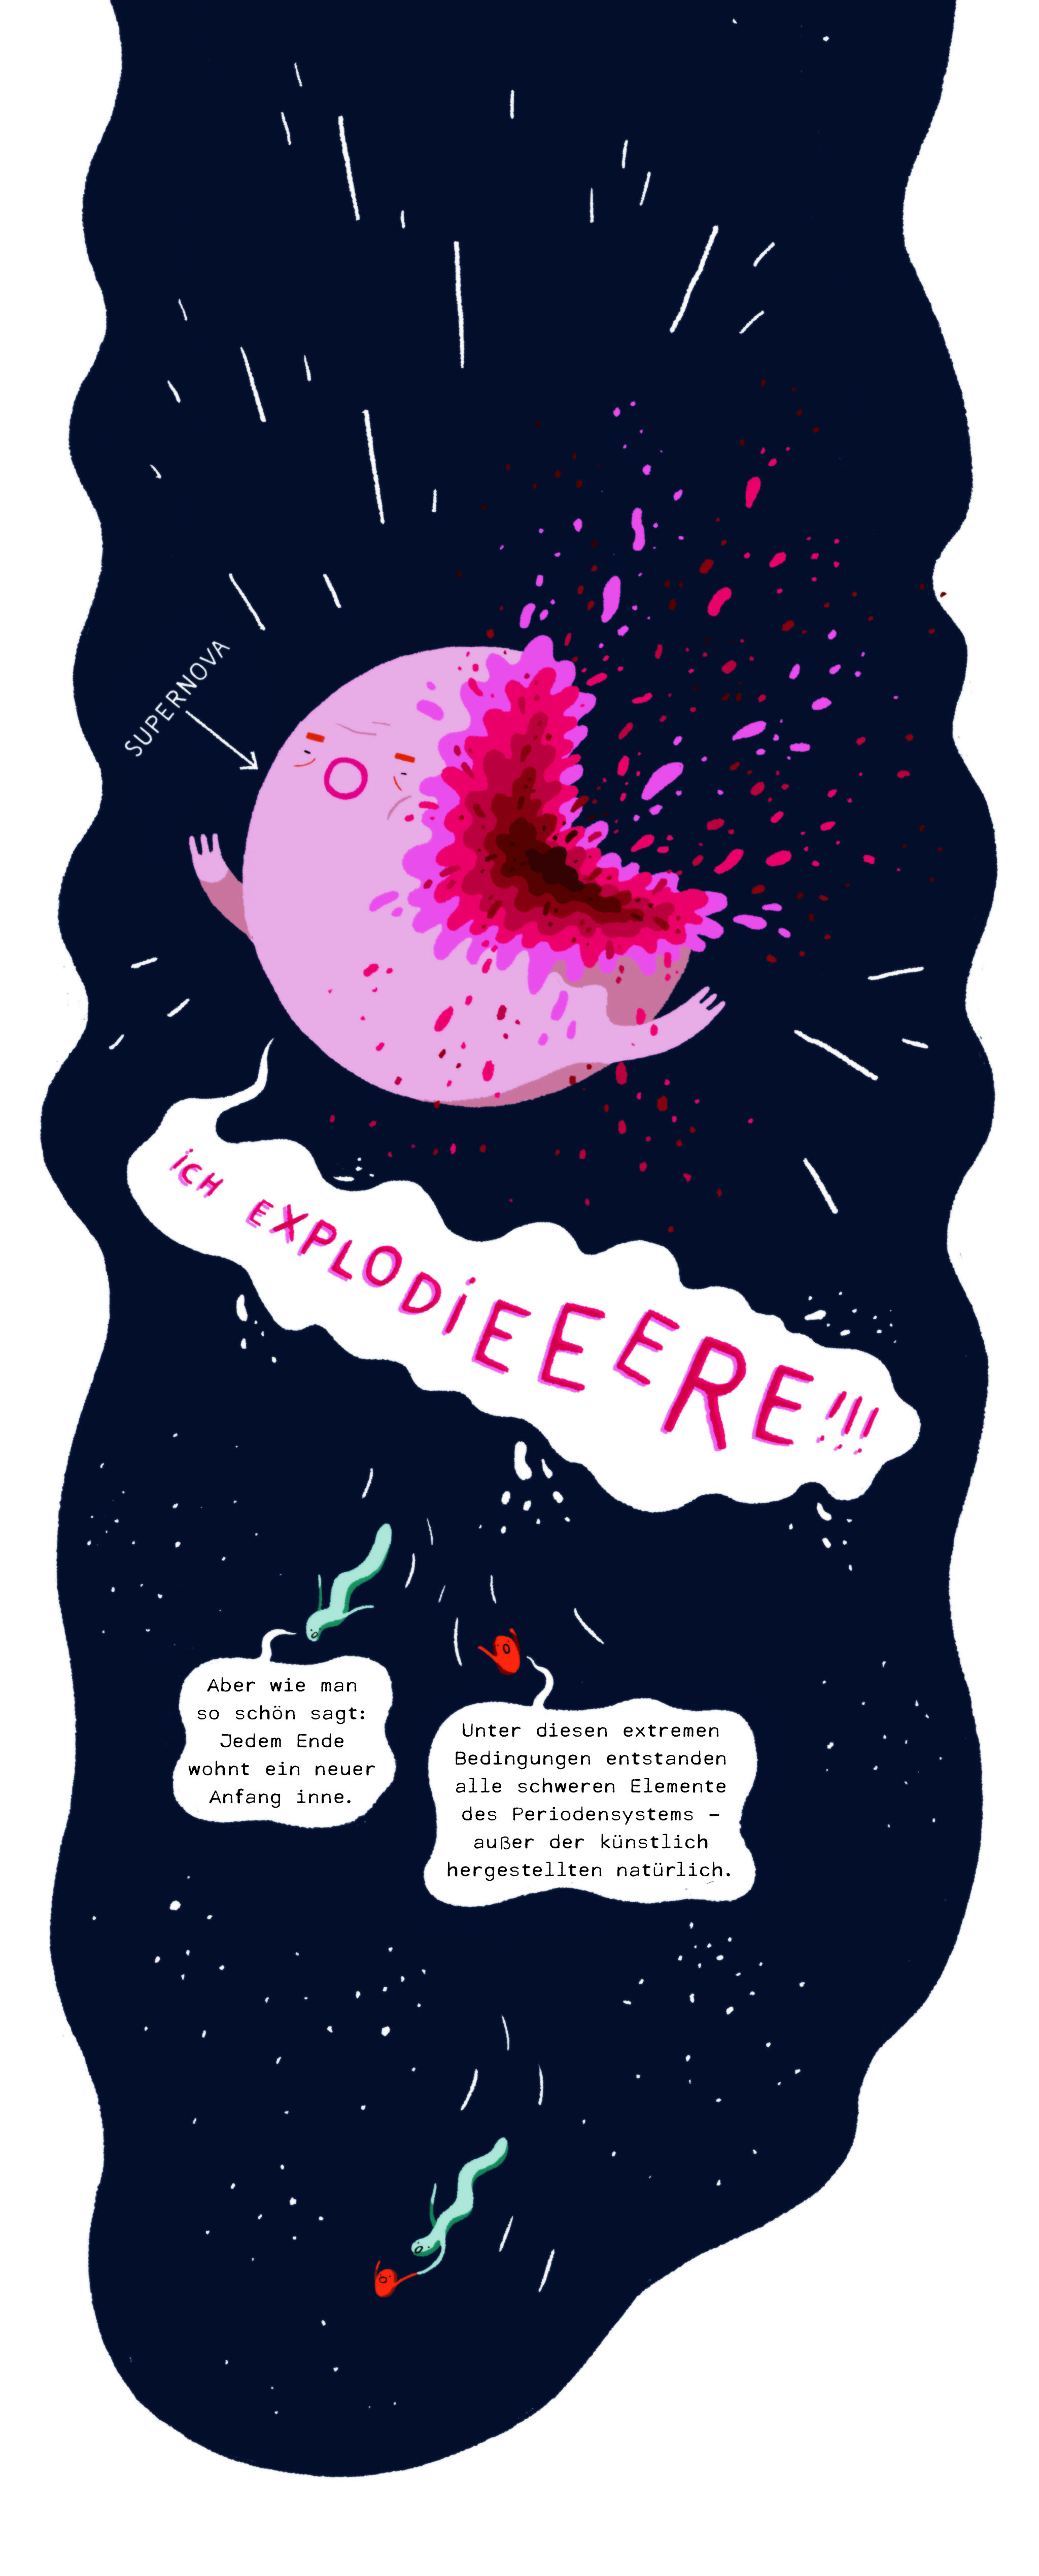 SUPERNOVA
iCH EXPLODiEEERE!!!
Aber wie man
so schön sagt:
Jedem Ende
wohnt ein neuer
Anfang inne.
Unter diesen extremen
Bedingungen entstanden
alle schweren Elemente
des Periodensystems –
außer der künstlich
hergestellten natürlich.